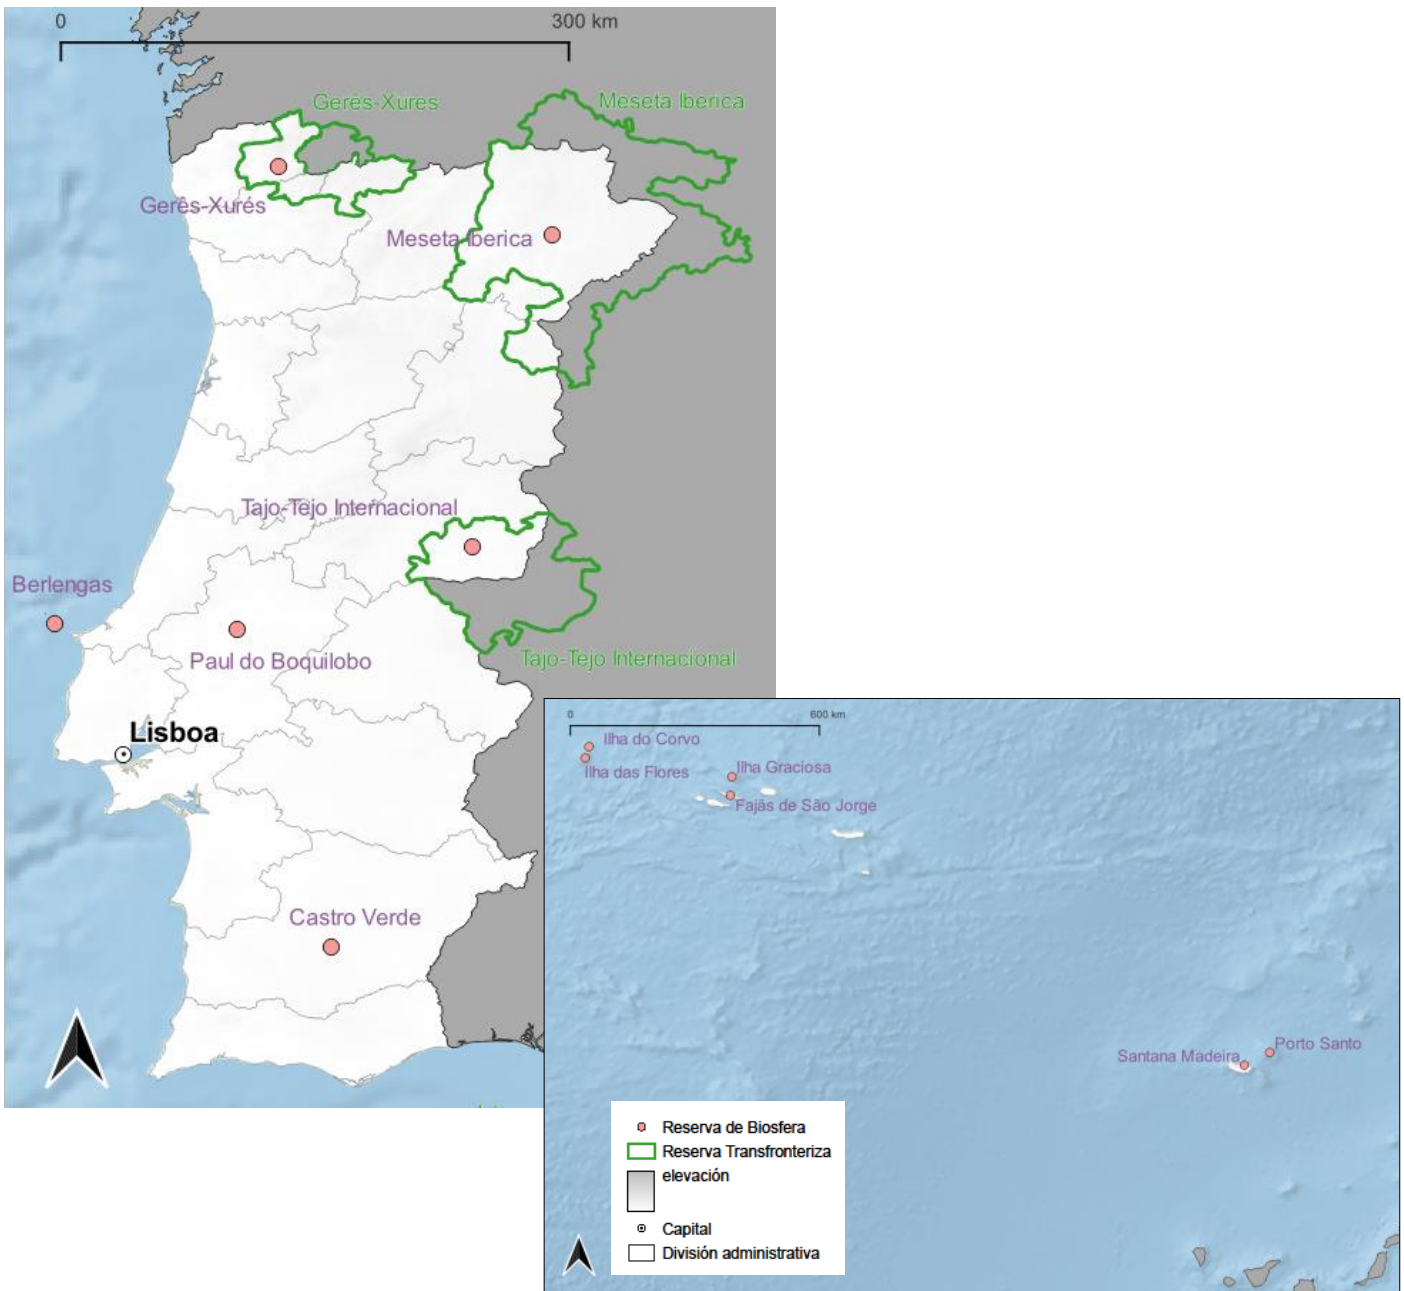 0 300 km
Gerês-Xures
Meseta Iberica
Gerês-Xurés
Meseta Iberica
Tajo-Tejo Internacional
Berlengas
Paul do Boquilobo
Tajo-Tejo Internacional
Lisboa
Castro Verde
0 600 km
Ilha do Corvo
Ilha das Flores
Ilha Graciosa
Fajãs de São Jorge
Santana Madeira
Porto Santo
Reserva de Biosfera
Reserva Transfronteriza
elevación
Capital
División administrativa